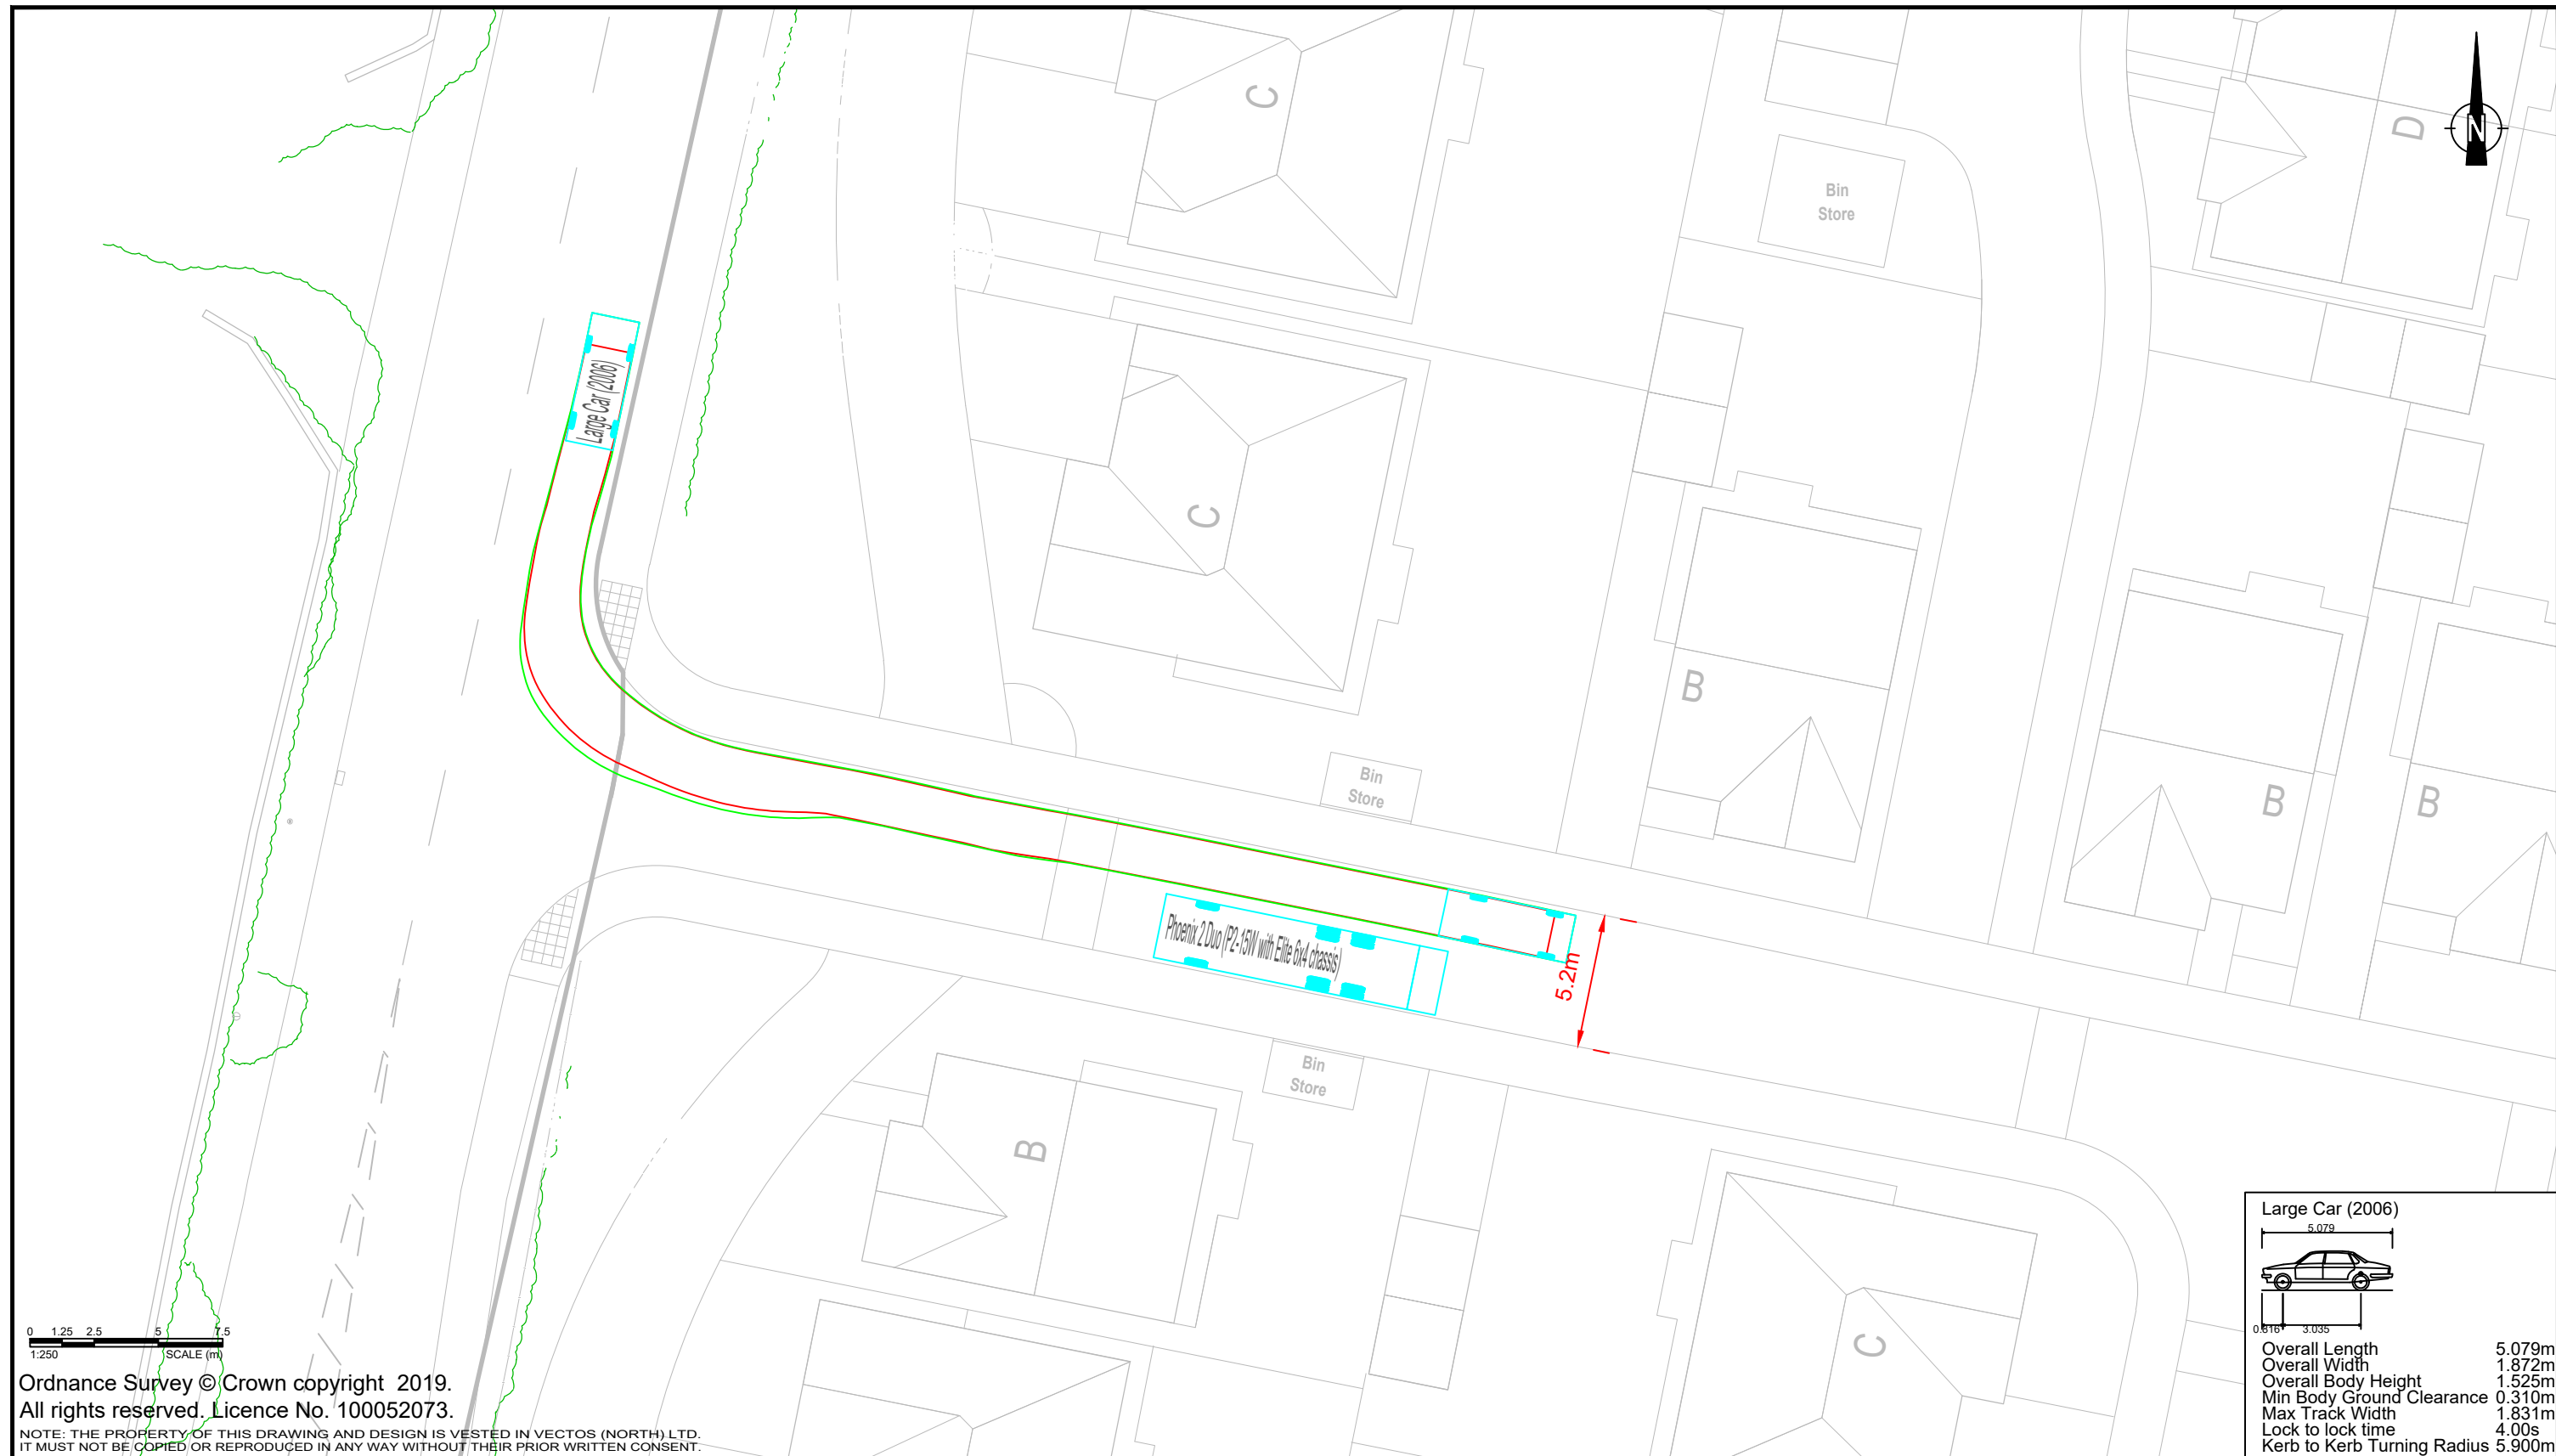 C
D
N
Bin
Store
Large Car (2006)
C
B
Bin
Store
B
B
Phoenix 2 Duo (P2-15W with Elite 6x4 chassis)
5.2m
Bin
Store
B
C
Large Car (2006)
5.079
0.816
3.035
Overall Length 5.079m
Overall Width 1.872m
Overall Body Height 1.525m
Min Body Ground Clearance 0.310m
Max Track Width 1.831m
Lock to lock time 4.00s
Kerb to Kerb Turning Radius 5.900m
0 1.25 2.5 5 7.5
1:250 SCALE (m)
Ordnance Survey © Crown copyright 2019.
All rights reserved. Licence No. 100052073.
NOTE: THE PROPERTY OF THIS DRAWING AND DESIGN IS VESTED IN VECTOS (NORTH) LTD.
IT MUST NOT BE COPIED OR REPRODUCED IN ANY WAY WITHOUT THEIR PRIOR WRITTEN CONSENT.